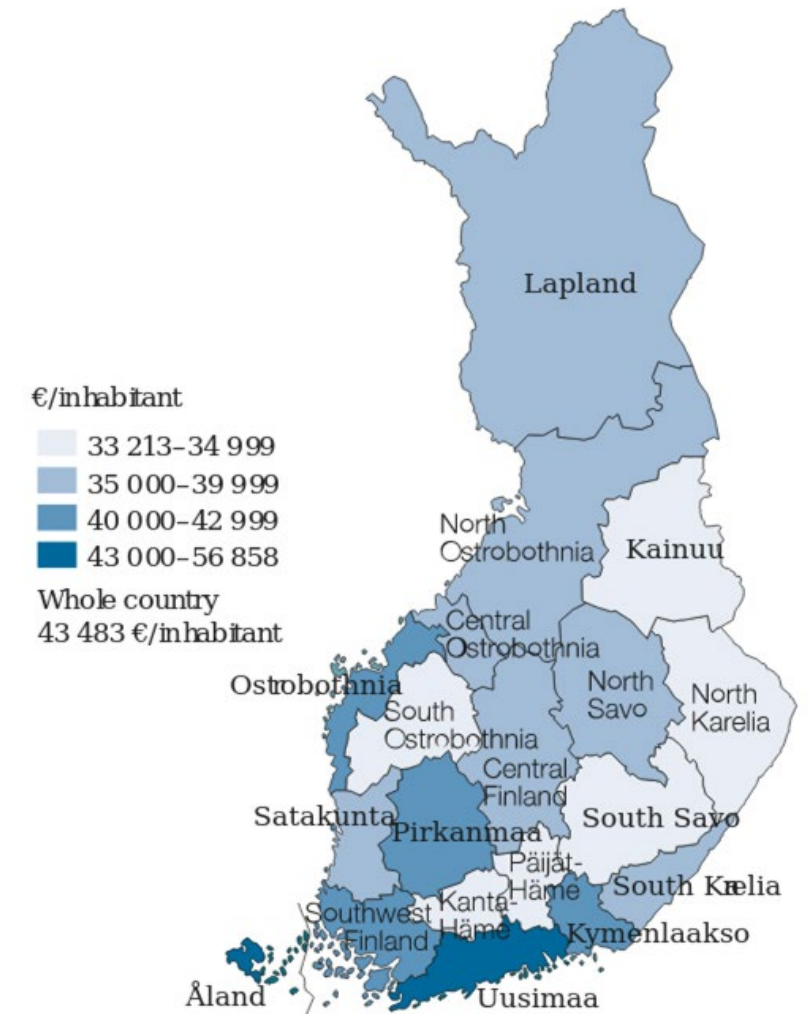 Lapland
€/inhabitant
33 213–34 999
35 000–39 999
40 000–42 999
43 000–56 858
Whole country
43 483 €/inhabitant
North
Ostrobothnia
Kainuu
Central
Ostrobothnia
Ostrobothnia
North
Savo
North
Karelia
South
Ostrobothnia
Central
Finland
Satakunta
Pirkanmaa
South Savo
Päijät-
Häme
South Karelia
Kanta-
Häme
Southwest
Finland
Kymenlaakso
Åland
Uusimaa